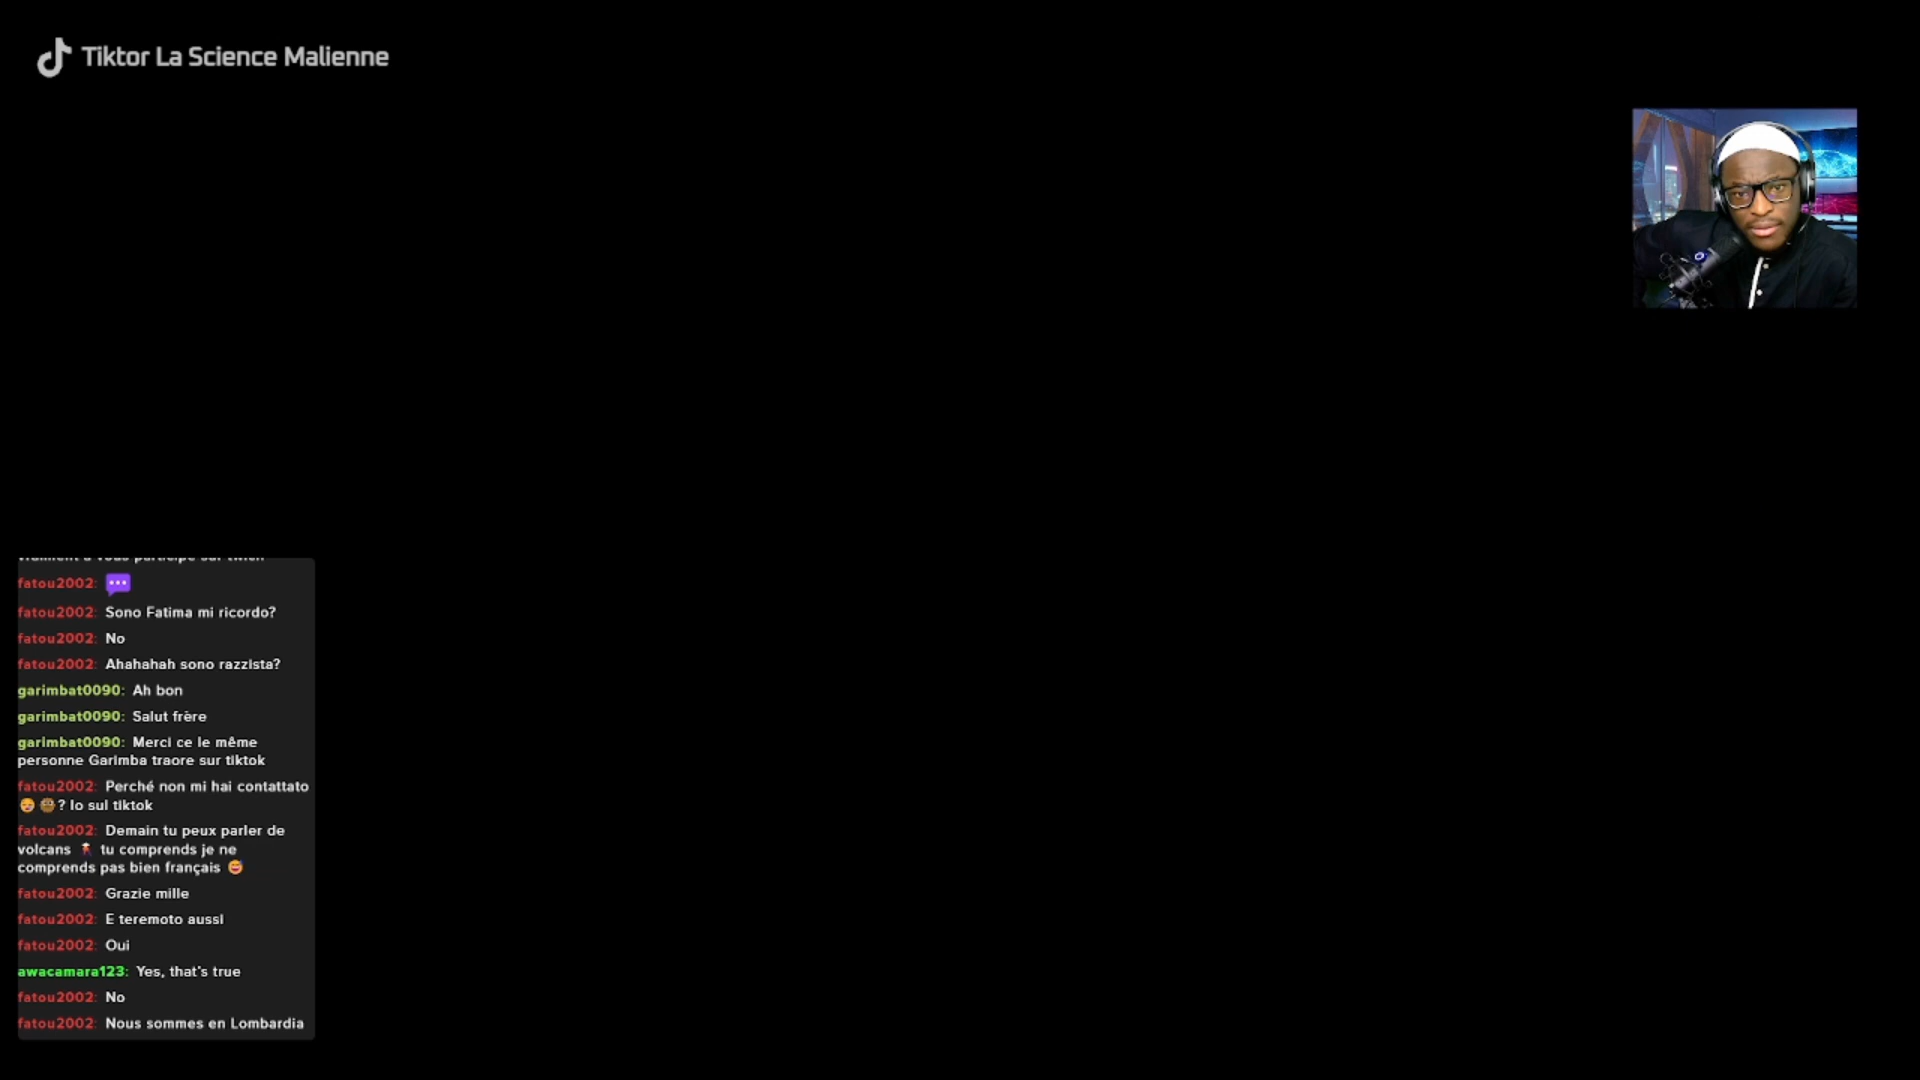 Tiktor La Science Malienne
fatou2002:
fatou2002: Sono Fatima mi ricordo?
fatou2002: No
fatou2002: Ahahahah sono razzista?
garimbat0090: Ah bon
garimbat0090: Salut frère
garimbat0090: Merci ce le même
personne Garimba traore sur tiktok
fatou2002: Perché non mi hai contattato
? Io sul tiktok
fatou2002: Demain tu peux parler de
volcans tu comprends je ne
comprends pas bien français
fatou2002: Grazie mille
fatou2002: E teremoto aussi
fatou2002: Oui
awacamara123: Yes, that's true
fatou2002: No
fatou2002: Nous sommes en Lombardia